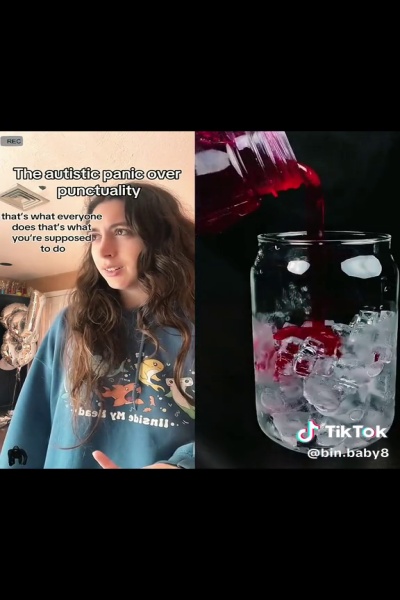 REC
The autistic panic over
punctuality
that's what everyone
does that's what
you're supposed
to do
Inside My Head
TikTok
@bin.baby8